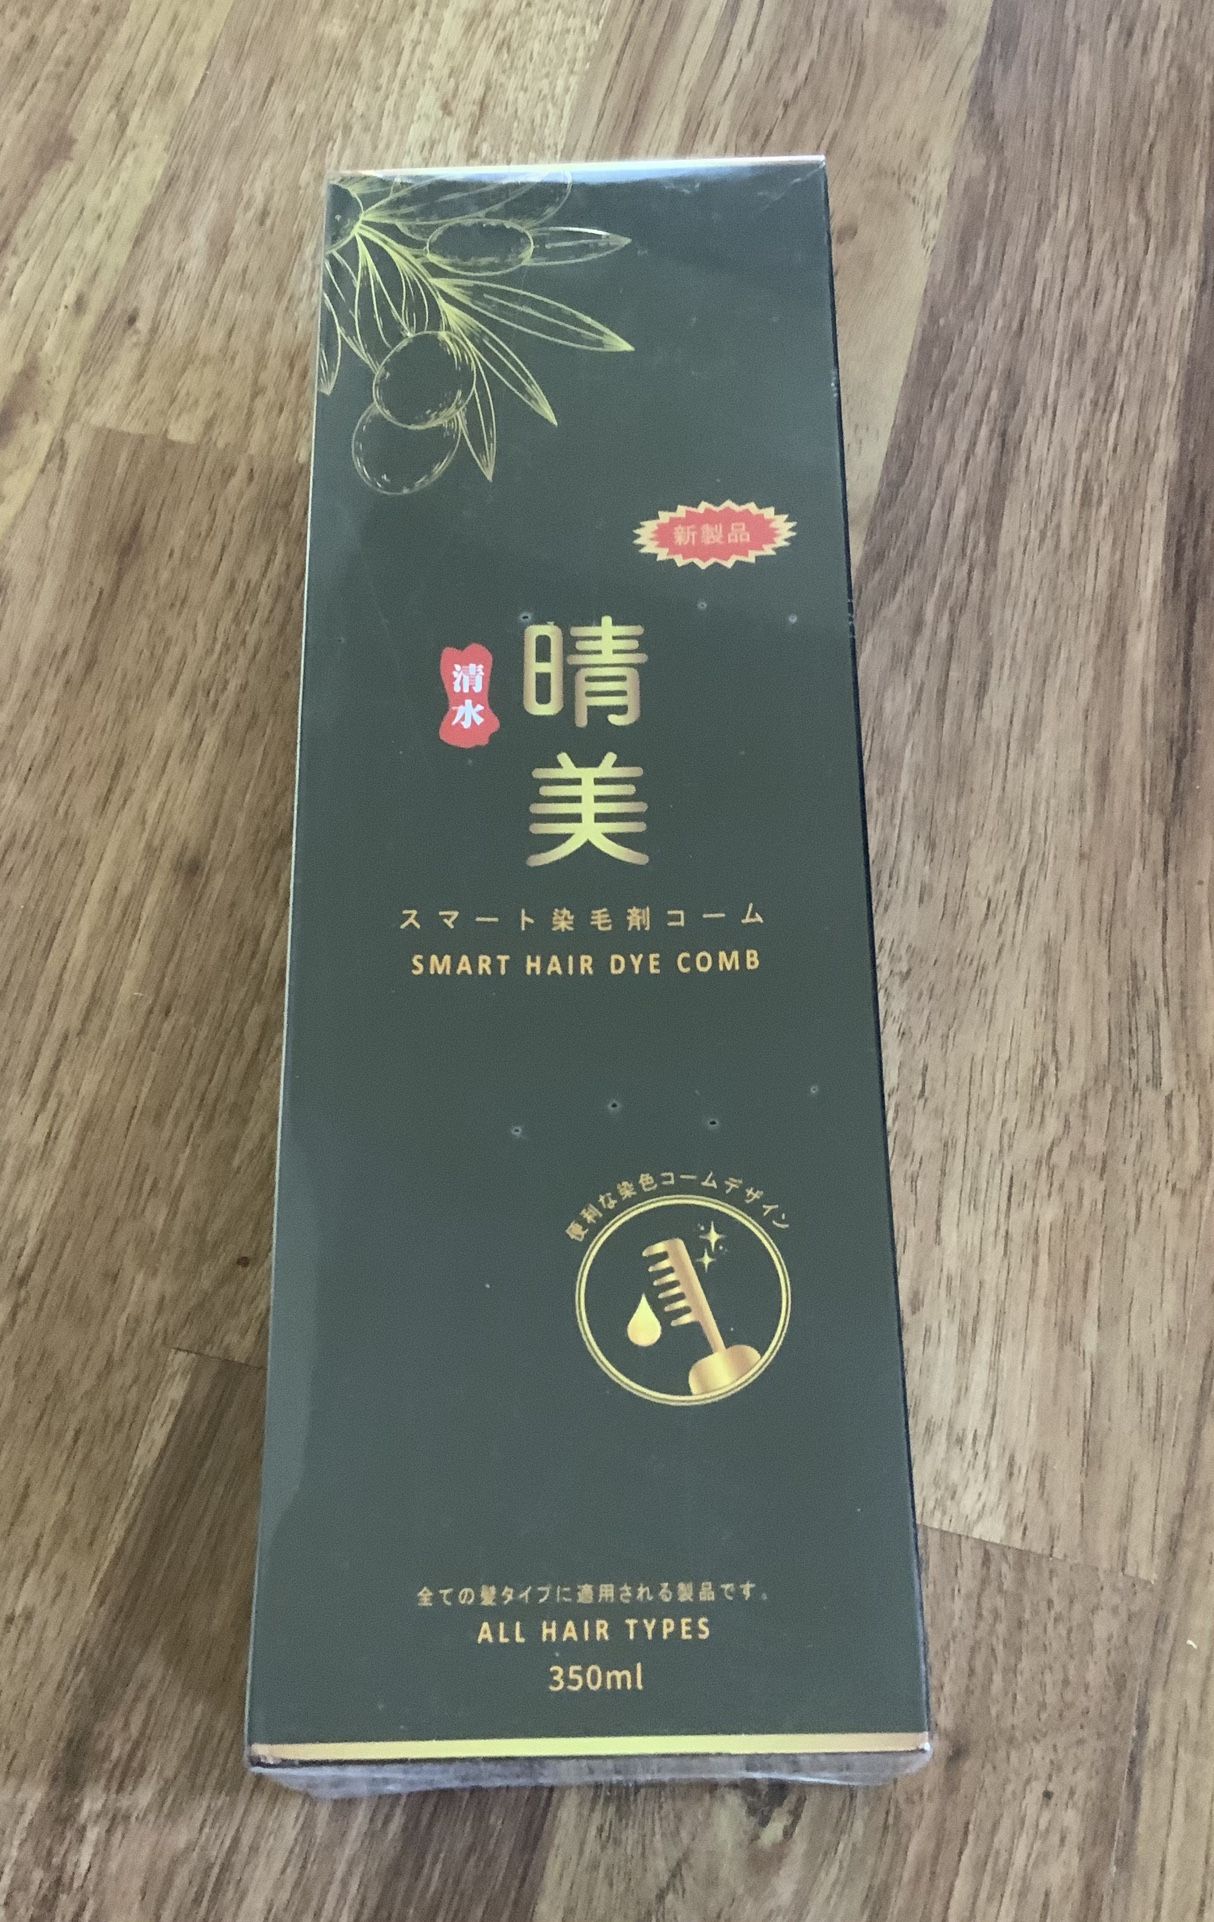 新製品
清水
晴美
スマート染毛剤コーム
SMART HAIR DYE COMB
便利な染色コームデザイン
全ての髪タイプに適用される製品です。
ALL HAIR TYPES
350ml